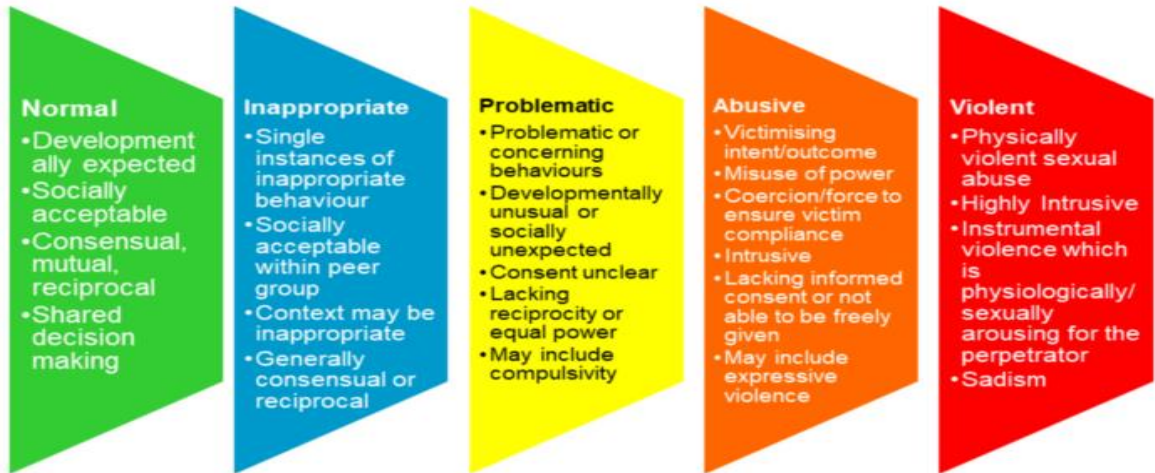 Normal
•Development
ally expected
•Socially
acceptable
•Consensual,
mutual,
reciprocal
•Shared
decision
making
Inappropriate
•Single
instances of
inappropriate
behaviour
•Socially
acceptable
within peer
group
•Context may be
inappropriate
•Generally
consensual or
reciprocal
Problematic
•Problematic or
concerning
behaviours
•Developmentally
unusual or
socially
unexpected
•Consent unclear
•Lacking
reciprocity or
equal power
•May include
compulsivity
Abusive
•Victimising
intent/outcome
•Misuse of power
•Coercion/force to
ensure victim
compliance
•Intrusive
•Lacking informed
consent or not
able to be freely
given
•May include
expressive
violence
Violent
•Physically
violent sexual
abuse
•Highly Intrusive
•Instrumental
violence which
is
physiologically/
sexually
arousing for the
perpetrator
•Sadism